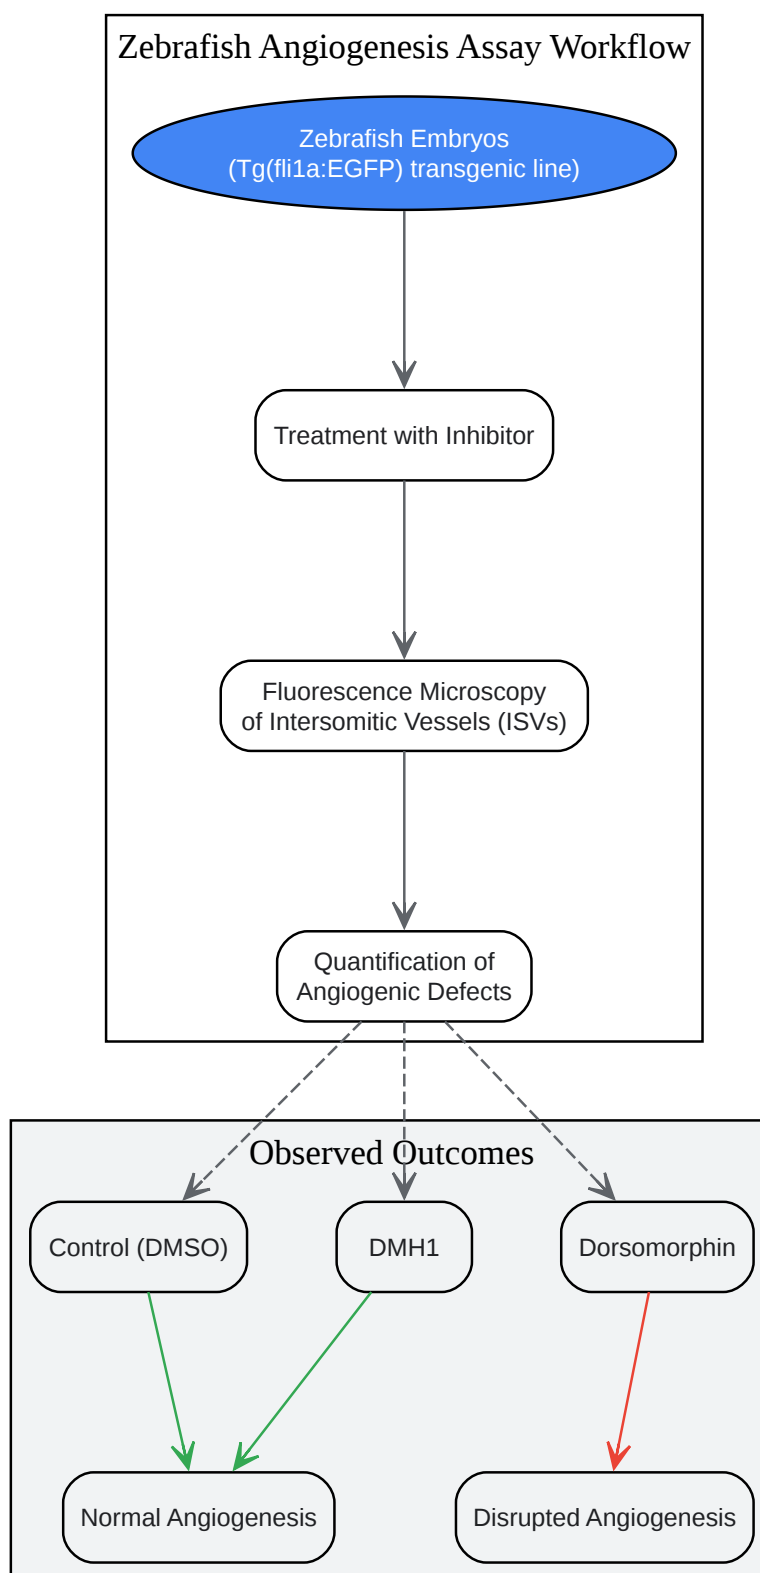 Zebrafish Angiogenesis Assay Workflow
Zebrafish Embryos
(Tg(fli1a:EGFP) transgenic line)
Treatment with Inhibitor
Fluorescence Microscopy
of Intersomitic Vessels (ISVs)
Quantification of
Angiogenic Defects
Observed Outcomes
Control (DMSO)
DMH1
Dorsomorphin
Normal Angiogenesis
Disrupted Angiogenesis